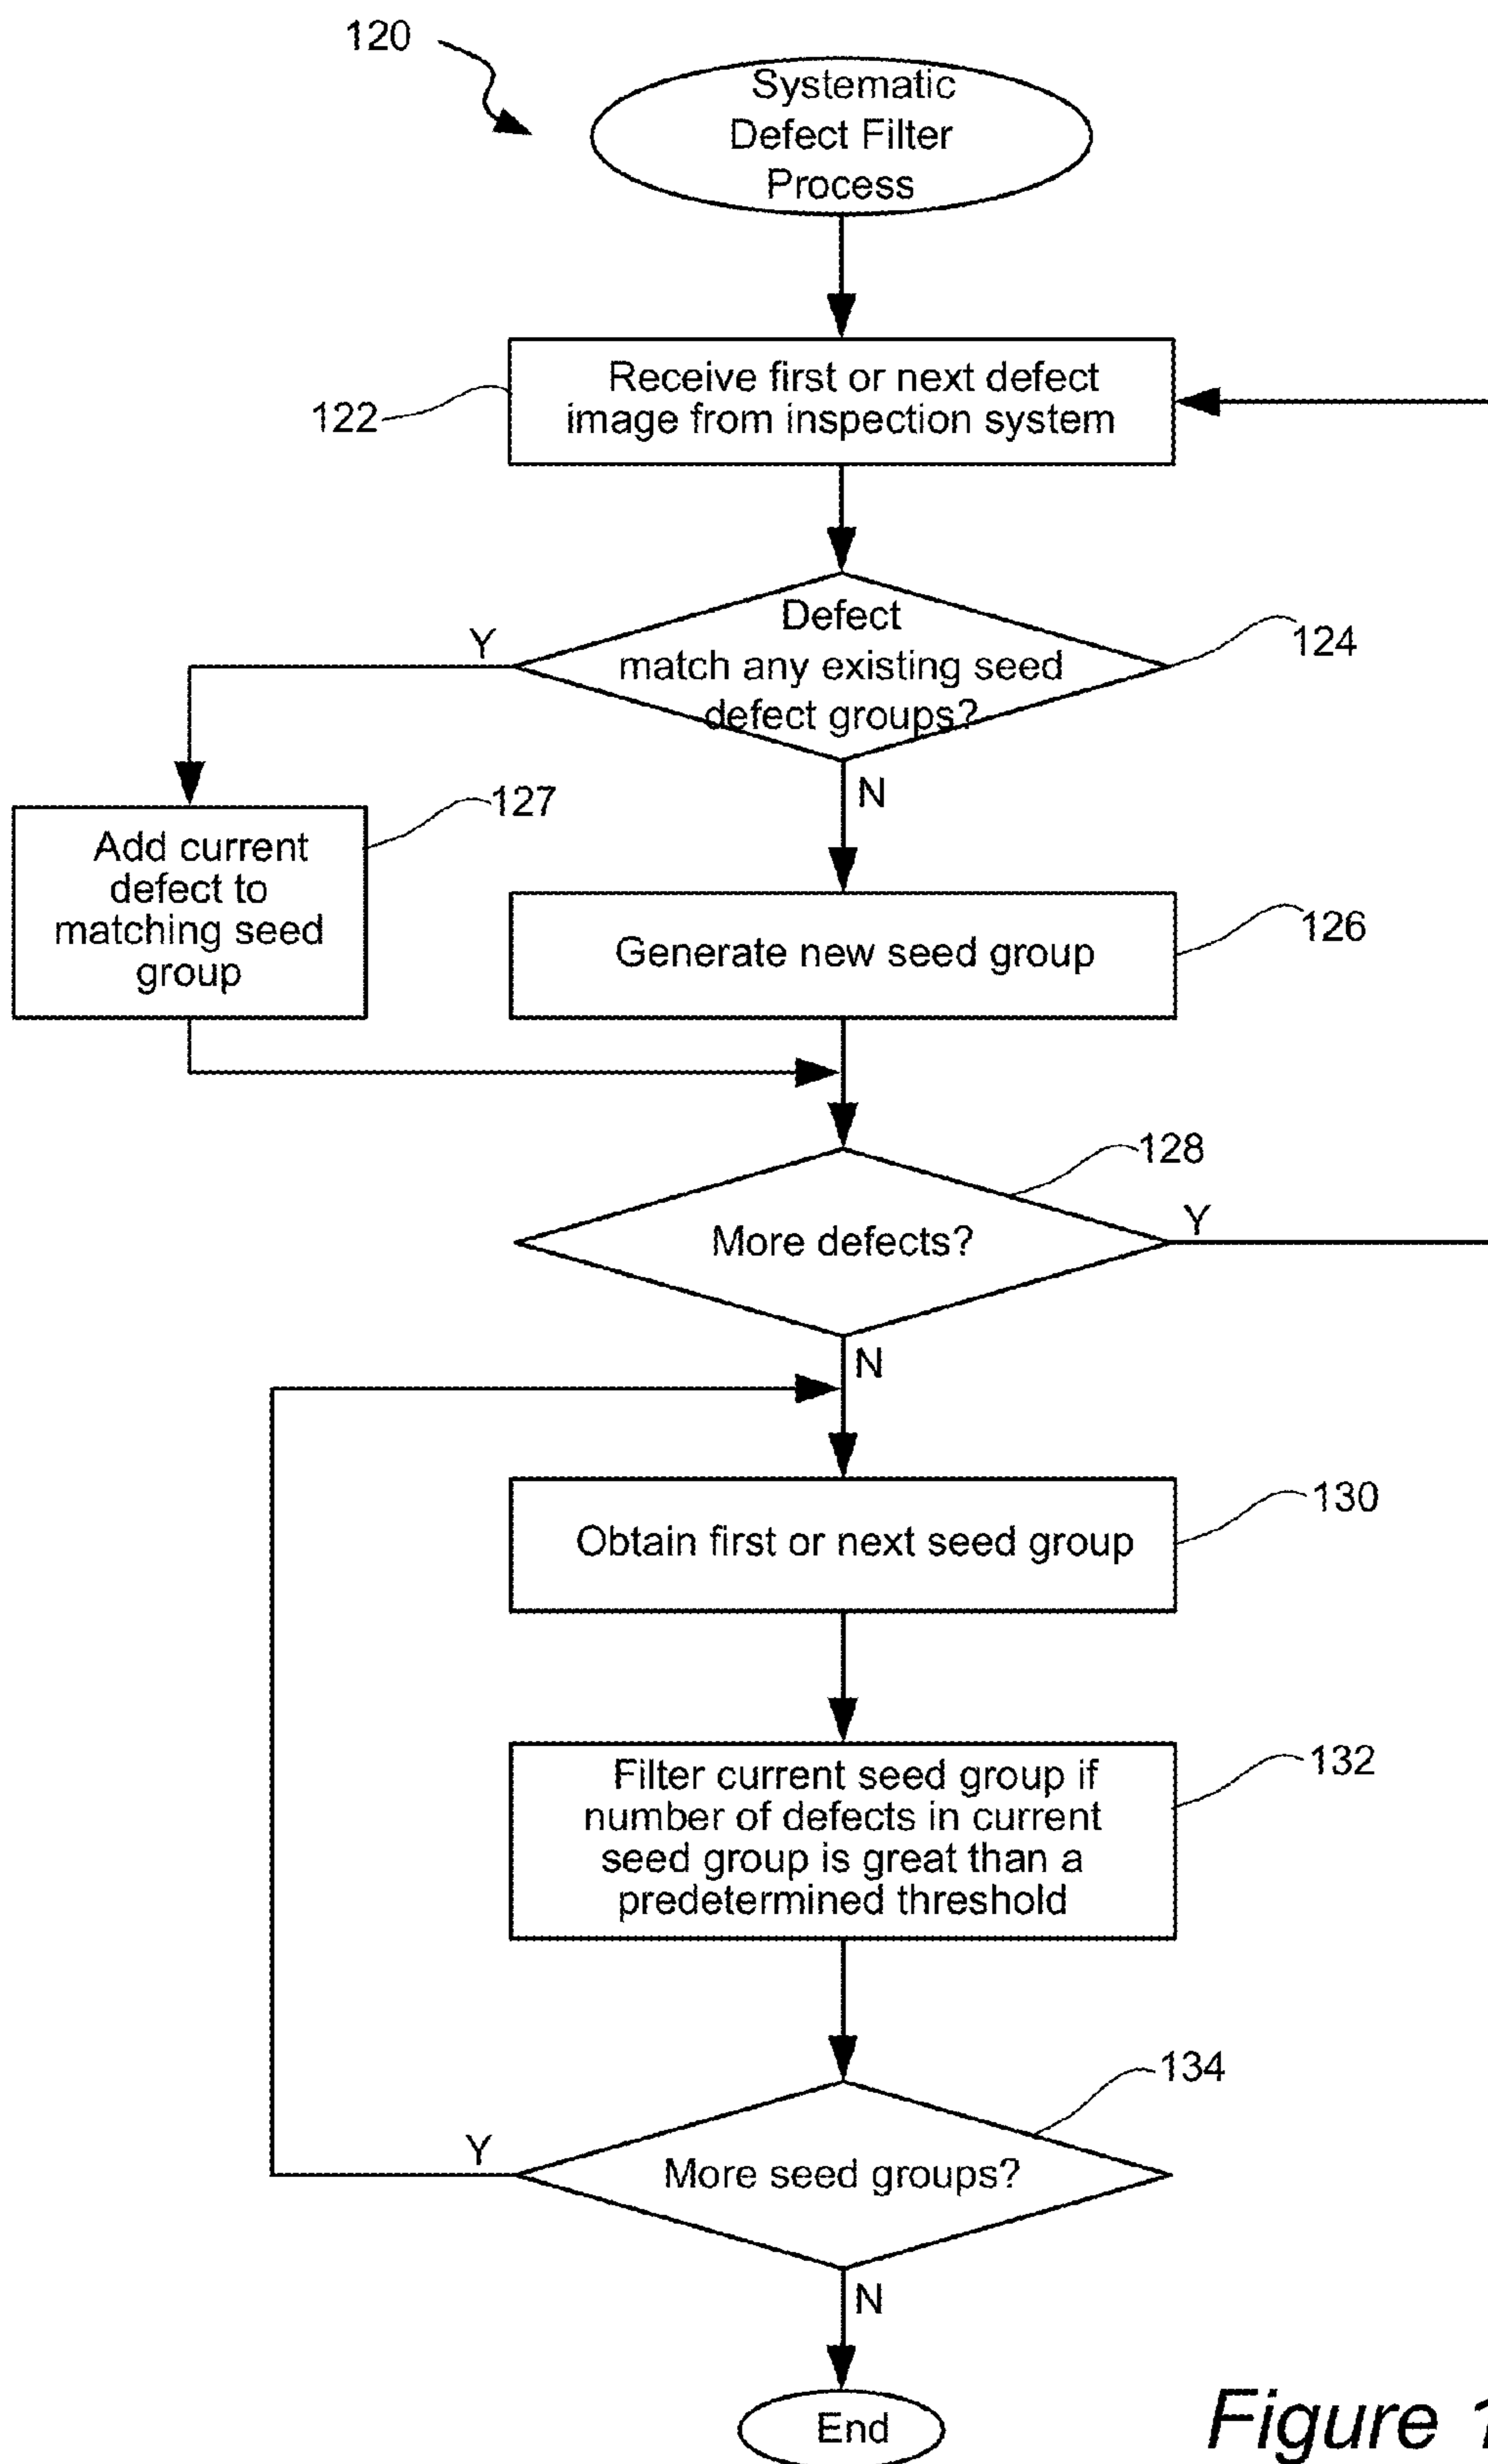 120
Systematic
Defect Filter
Process
Receive first or next defect
image from inspection system
122
Defect
match any existing seed
defect groups?
124
Y
N
127
Add current
defect to
matching seed
group
Generate new seed group
126
128
More defects?
Y
N
130
Obtain first or next seed group
132
Filter current seed group if
number of defects in current
seed group is great than a
predetermined threshold
134
Y
More seed groups?
N
End
Figure 1